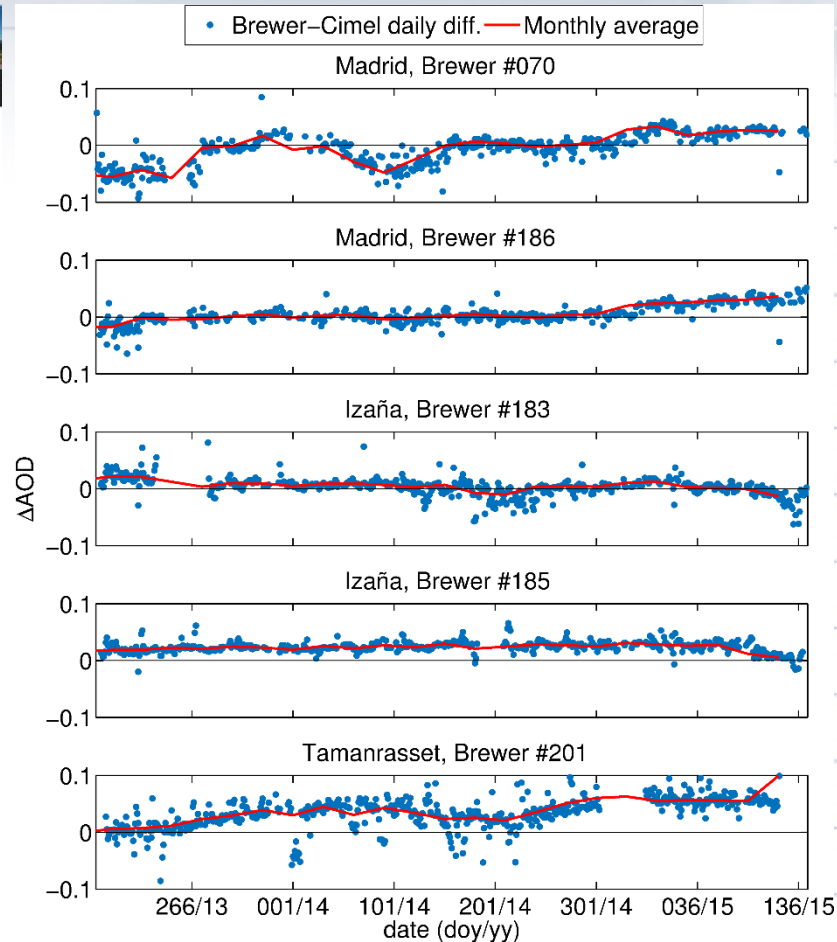 Brewer−Cimel daily diff. Monthly average
Madrid, Brewer #070
0.1
0
−0.1
Madrid, Brewer #186
0.1
0
−0.1
Izaña, Brewer #183
0.1
0
−0.1
ΔAOD
Izaña, Brewer #185
0.1
0
−0.1
Tamanrasset, Brewer #201
0.1
0
−0.1
266/13 001/14 101/14 201/14 301/14 036/15 136/15
date (doy/yy)